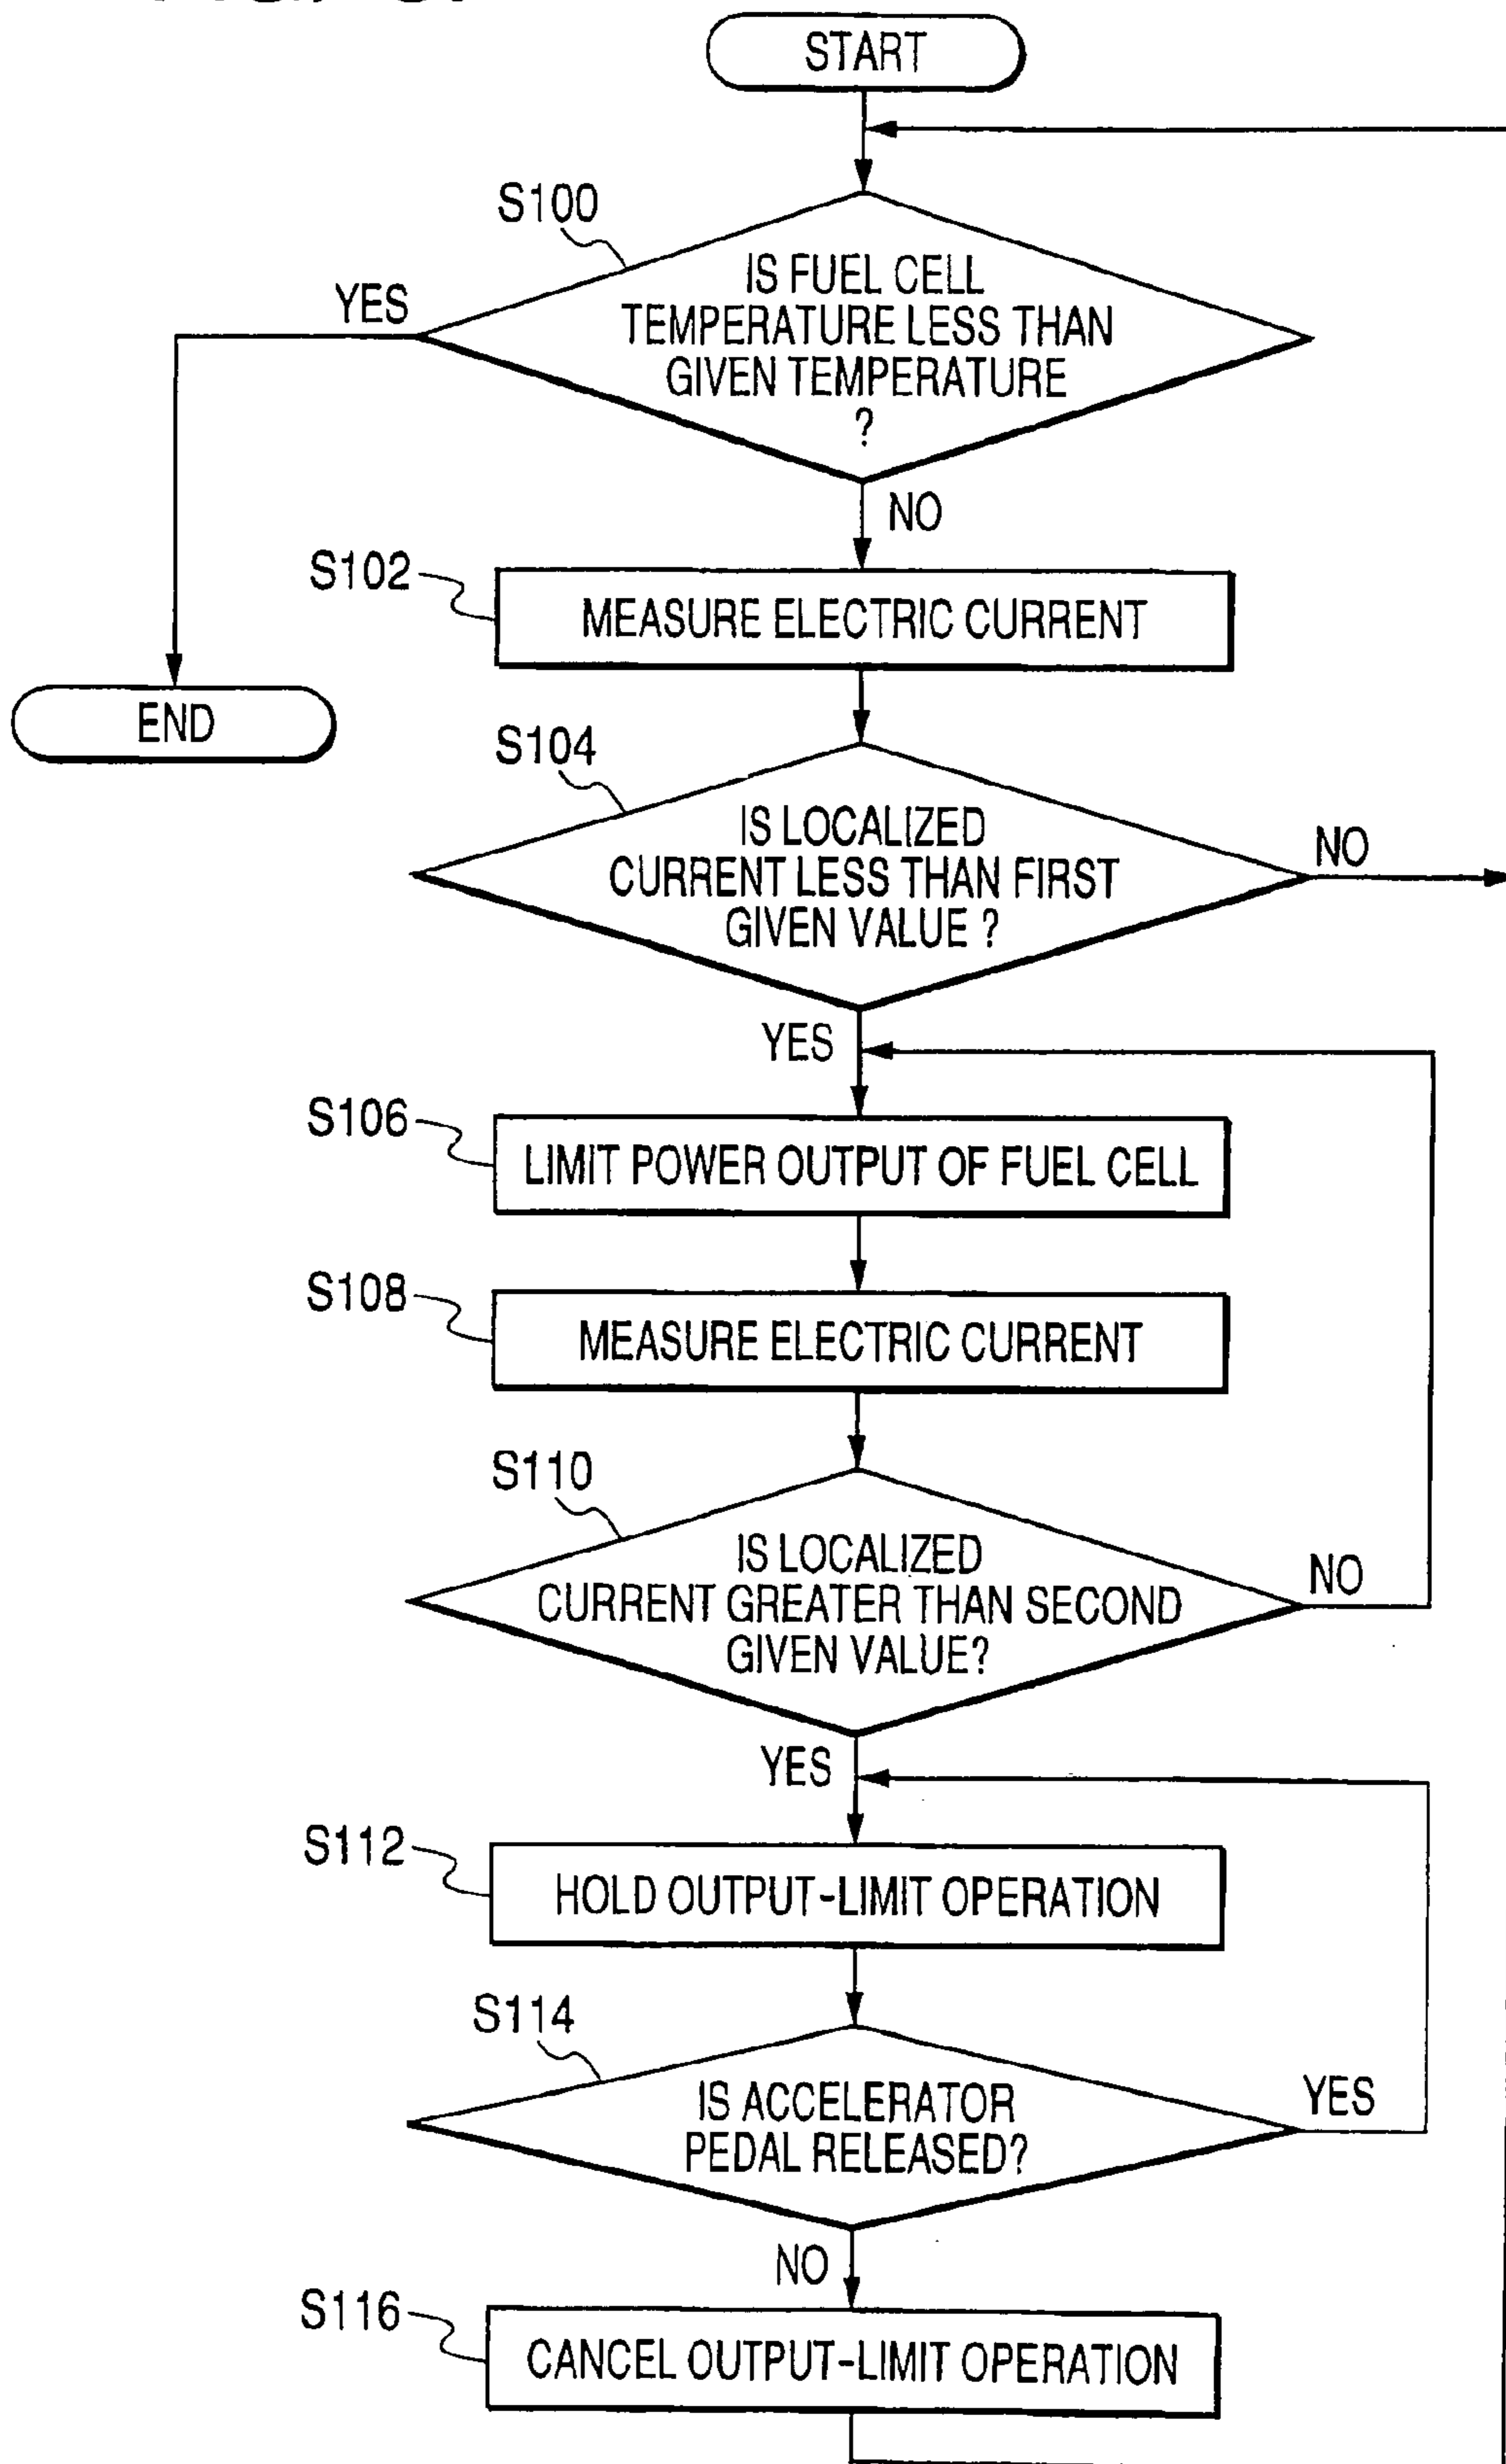 START
S100
IS FUEL CELL
TEMPERATURE LESS THAN
GIVEN TEMPERATURE
?
YES
NO
S102
MEASURE ELECTRIC CURRENT
END
S104
IS LOCALIZED
CURRENT LESS THAN FIRST
GIVEN VALUE ?
NO
YES
S106
LIMIT POWER OUTPUT OF FUEL CELL
S108
MEASURE ELECTRIC CURRENT
S110
IS LOCALIZED
CURRENT GREATER THAN SECOND
GIVEN VALUE?
NO
YES
S112
HOLD OUTPUT-LIMIT OPERATION
S114
IS ACCELERATOR
PEDAL RELEASED?
YES
NO
S116
CANCEL OUTPUT-LIMIT OPERATION